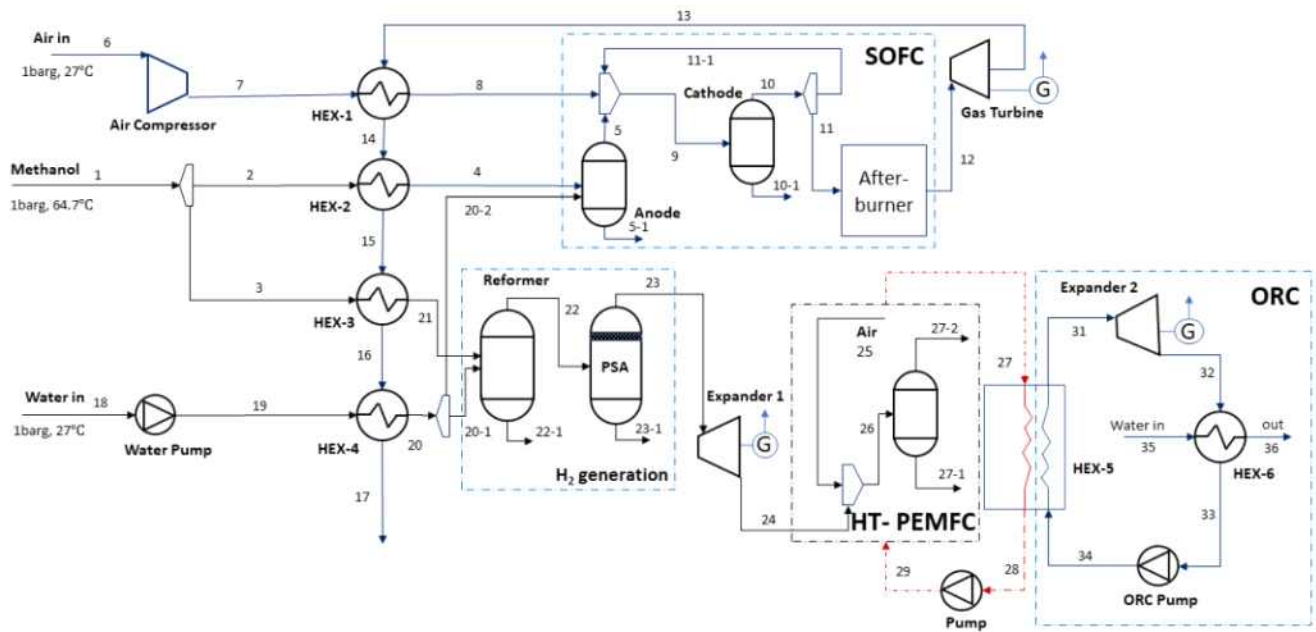 13
Air in
6
1barg, 27°C
7
Air Compressor
HEX-1
8
14
SOFC
11-1
10
Cathode
11
5
9
10-1
After-
burner
12
Gas Turbine
G
Methanol
1
1barg, 64.7°C
2
HEX-2
4
20-2
Anode
5-1
15
3
HEX-3
21
16
Reformer
22
23
PSA
22-1
23-1
H2 generation
Water in
18
1barg, 27°C
Water Pump
19
HEX-4
20
20-1
17
Expander 1
G
24
Air
25
26
27-2
27-1
HT- PEMFC
27
28
29
Pump
HEX-5
Expander 2
ORC
31
G
32
Water in
35
out
36
HEX-6
33
34
ORC Pump